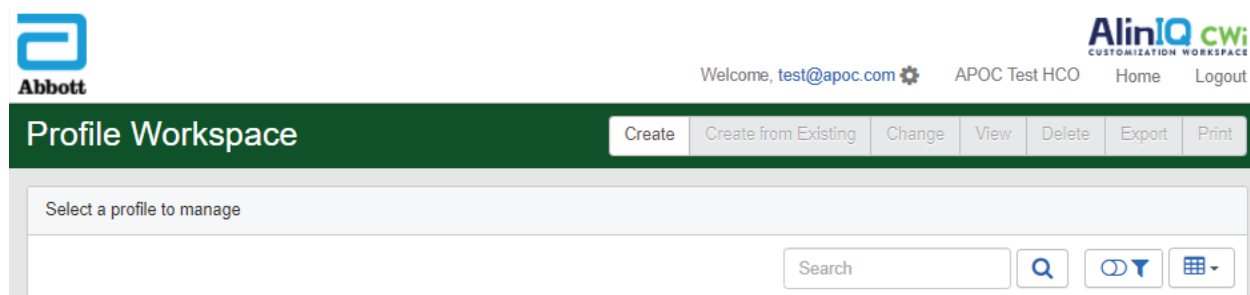 Abbott
AlinIQ CWi
CUSTOMIZATION WORKSPACE
Welcome, test@apoc.com APOC Test HCO Home Logout
Profile Workspace Create Create from Existing Change View Delete Export Print
Select a profile to manage
Search